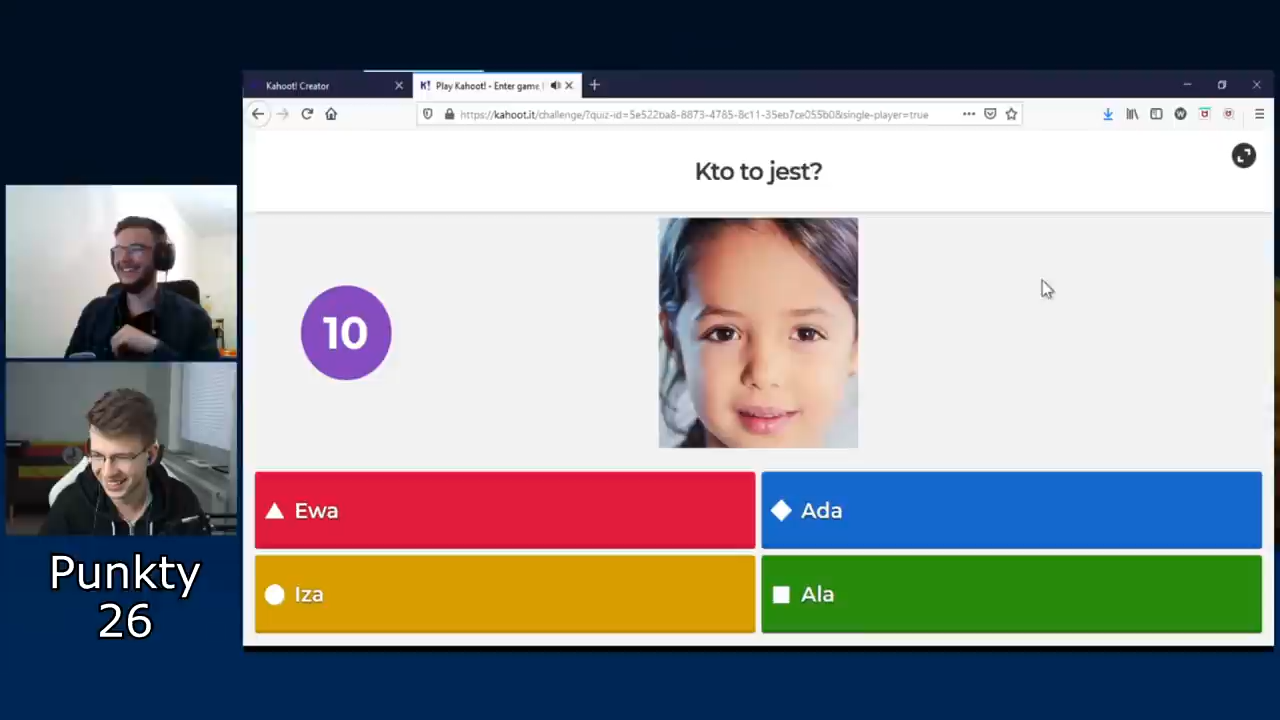 Kahoot! Creator
K! Play Kahoot! - Enter game
https://kahoot.it/challenge/?quiz-id=5e522ba8-8873-4785-8c11-35eb7ce055b0&single-player=true
Kto to jest?
10
Ewa
Ada
Iza
Ala
Punkty
26